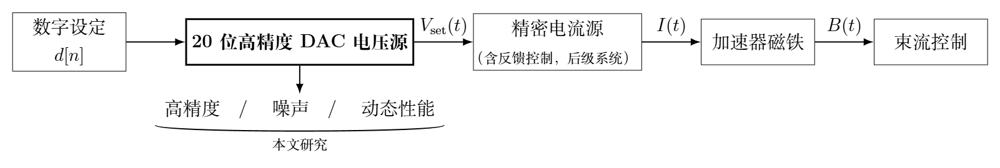 数字设定
d[n]
20 位高精度 DAC 电压源
V_set(t)
精密电流源
（含反馈控制，后级系统）
I(t)
加速器磁铁
B(t)
束流控制
高精度 / 噪声 / 动态性能
本文研究